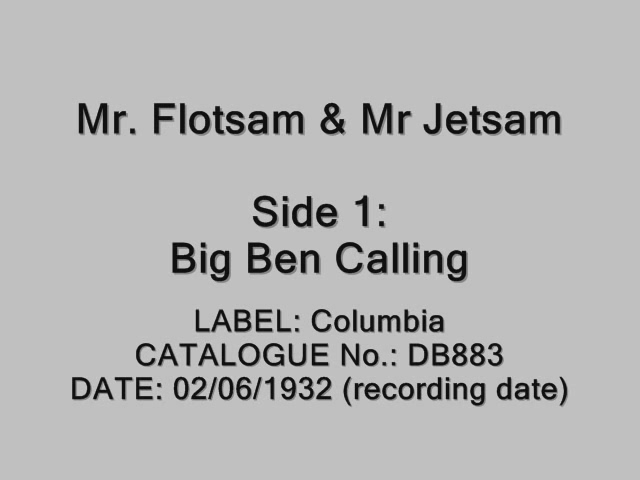 Mr. Flotsam & Mr Jetsam
Side 1:
Big Ben Calling
LABEL: Columbia
CATALOGUE No.: DB883
DATE: 02/06/1932 (recording date)